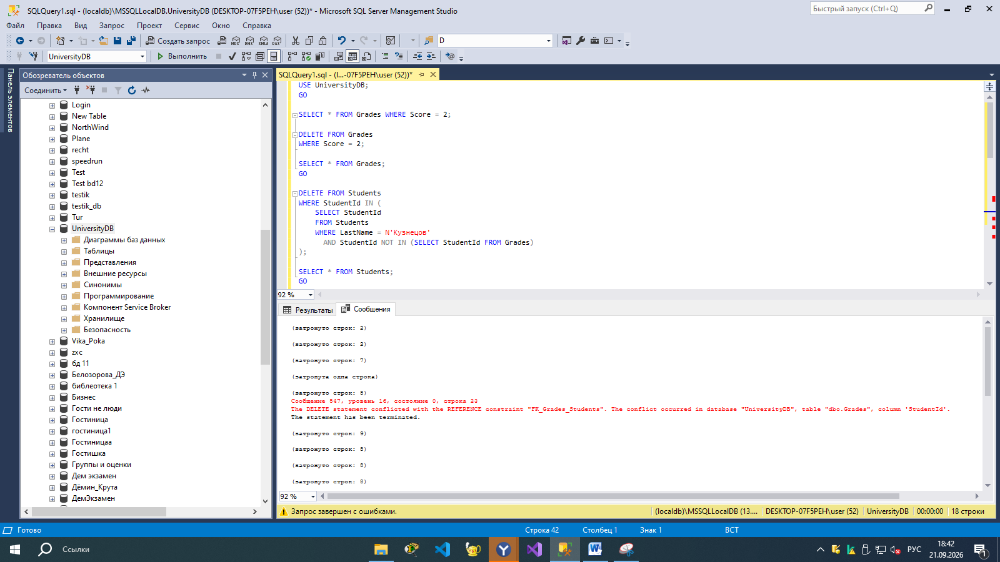 SQLQuery1.sql - (localdb)\MSSQLLocalDB.UniversityDB (DESKTOP-07F5PEH\user (52))* - Microsoft SQL Server Management Studio
Быстрый запуск (Ctrl+Q)
Файл Правка Вид Запрос Проект Сервис Окно Справка
Создать запрос MDX DMX XMLA DAX D
UniversityDB Выполнить
Панель элементов
Обозреватель объектов
Соединить
Login
New Table
NorthWind
Plane
recht
speedrun
Test
Test bd12
testik
testik_db
Tur
UniversityDB
Диаграммы баз данных
Таблицы
Представления
Внешние ресурсы
Синонимы
Программирование
Компонент Service Broker
Хранилище
Безопасность
Vika_Poka
zxc
бд 11
Белозорова_ДЭ
библеотека 1
Бизнес
Гости не люди
Гостиница
гостиница1
Гостиницаа
Гостишка
Группы и оценки
Дем экзамен
Дёмин_Крута
ДемЭкзамен
SQLQuery1.sql - (l...-07F5PEH\user (52))*
USE UniversityDB;
GO
SELECT * FROM Grades WHERE Score = 2;
DELETE FROM Grades
WHERE Score = 2;
SELECT * FROM Grades;
GO
DELETE FROM Students
WHERE StudentId IN (
SELECT StudentId
FROM Students
WHERE LastName = N'Кузнецов'
AND StudentId NOT IN (SELECT StudentId FROM Grades)
);
SELECT * FROM Students;
GO
92 %
Результаты Сообщения
(затронуто строк: 2)
(затронуто строк: 2)
(затронуто строк: 7)
(затронута одна строка)
(затронуто строк: 8)
Сообщение 547, уровень 16, состояние 0, строка 23
The DELETE statement conflicted with the REFERENCE constraint "FK_Grades_Students". The conflict occurred in database "UniversityDB", table "dbo.Grades", column 'StudentId'.
The statement has been terminated.
(затронуто строк: 9)
(затронуто строк: 8)
(затронуто строк: 8)
(затронуто строк: 8)
92 %
Запрос завершен с ошибками. (localdb)\MSSQLLocalDB (13.... DESKTOP-07F5PEH\user (52) UniversityDB 00:00:00 18 строки
Готово Строка 42 Столбец 1 Знак 1 ВСТ
Ссылки
РУС
18:42
21.09.2026
1